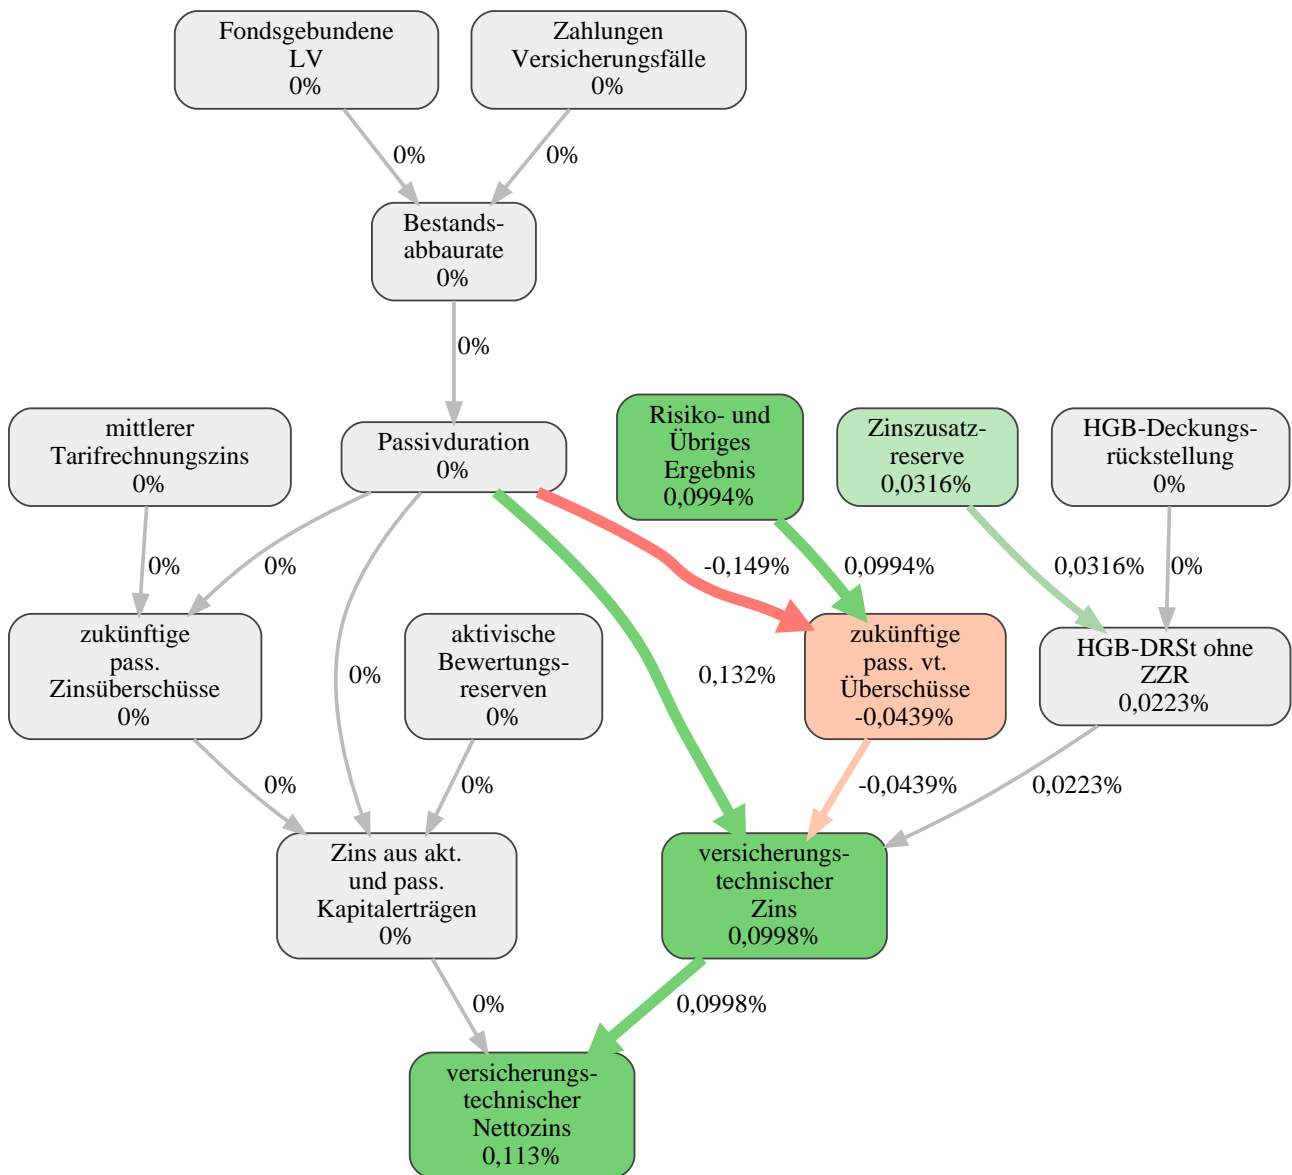 Fondsgebundene
LV
0%
Zahlungen
Versicherungsfälle
0%
0%
0%
Bestands-
abbaurate
0%
0%
mittlerer
Tarifrechnungszins
0%
Passivduration
0%
Risiko- und
Übriges
Ergebnis
0,0994%
Zinszusatz-
reserve
0,0316%
HGB-Deckungs-
rückstellung
0%
0%
0%
-0,149%
0,0994%
0,0316%
0%
zukünftige
pass.
Zinsüberschüsse
0%
0%
aktivische
Bewertungs-
reserven
0%
0,132%
zukünftige
pass. vt.
Überschüsse
-0,0439%
HGB-DRSt ohne
ZZR
0,0223%
0%
0%
-0,0439%
0,0223%
Zins aus akt.
und pass.
Kapitalerträgen
0%
versicherungs-
technischer
Zins
0,0998%
0%
0,0998%
versicherungs-
technischer
Nettozins
0,113%